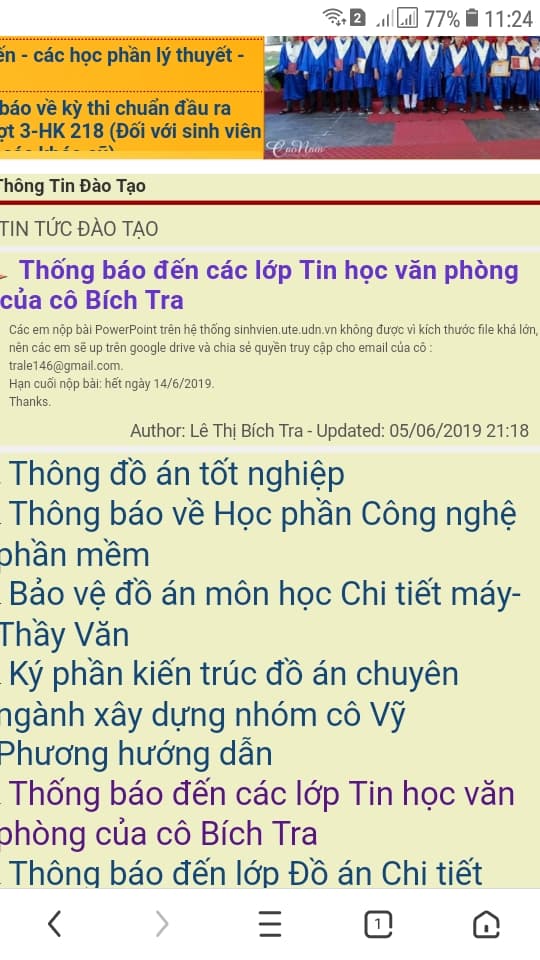 2 77% 11:24
ến - các học phần lý thuyết -
báo về kỳ thi chuẩn đầu ra
ợt 3-HK 218 (Đối với sinh viên
CaoNam
Thông Tin Đào Tạo
TIN TỨC ĐÀO TẠO
Thống báo đến các lớp Tin học văn phòng
của cô Bích Tra
Các em nộp bài PowerPoint trên hệ thống sinhvien.ute.udn.vn không được vì kích thước file khá lớn,
nên các em sẽ up trên google drive và chia sẻ quyền truy cập cho email của cô :
trale146@gmail.com.
Hạn cuối nộp bài: hết ngày 14/6/2019.
Thanks.
Author: Lê Thị Bích Tra - Updated: 05/06/2019 21:18
Thông đồ án tốt nghiệp
Thông báo về Học phần Công nghệ
phần mềm
Bảo vệ đồ án môn học Chi tiết máy-
Thầy Văn
Ký phần kiến trúc đồ án chuyên
ngành xây dựng nhóm cô Vỹ
Phương hướng dẫn
Thống báo đến các lớp Tin học văn
phòng của cô Bích Tra
Thông báo đến lớp Đồ án Chi tiết
1